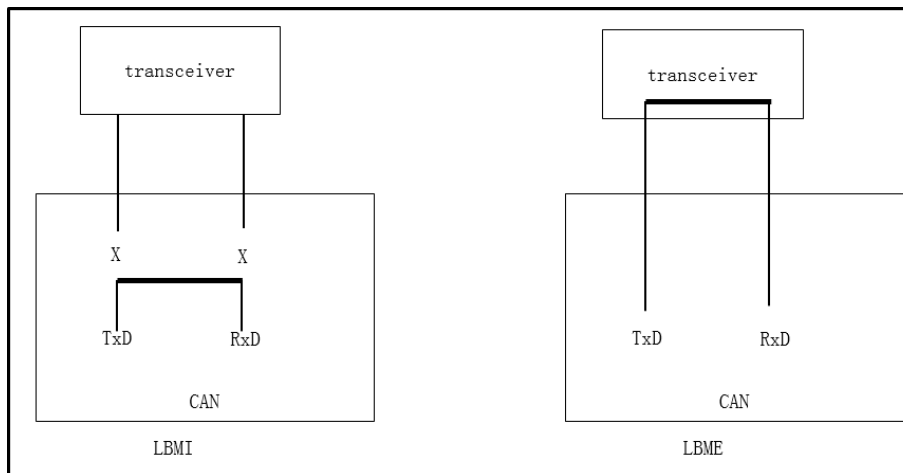 transceiver
X X
TxD RxD
CAN
LBMI
transceiver
TxD RxD
CAN
LBME